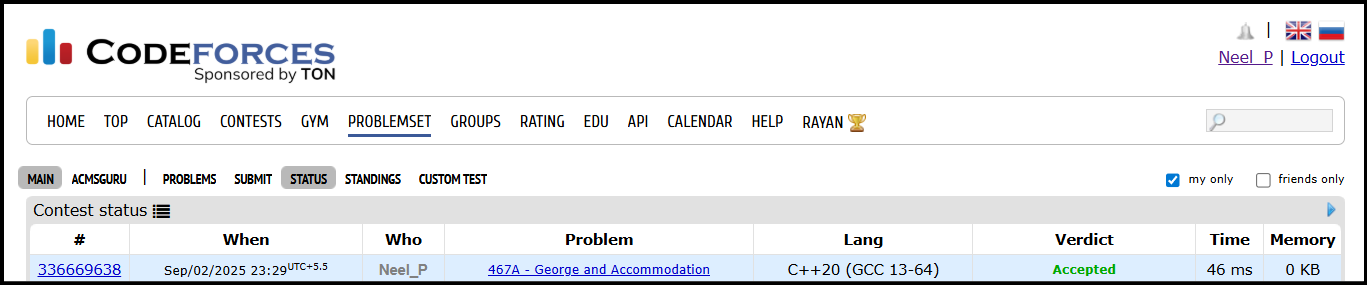 CODEFORCES
Sponsored by TON
|
Neel_P | Logout
HOME TOP CATALOG CONTESTS GYM PROBLEMSET GROUPS RATING EDU API CALENDAR HELP RAYAN
MAIN ACMSGURU | PROBLEMS SUBMIT STATUS STANDINGS CUSTOM TEST my only friends only
Contest status
# When Who Problem Lang Verdict Time Memory
336669638 Sep/02/2025 23:29UTC+5.5 Neel_P 467A - George and Accommodation C++20 (GCC 13-64) Accepted 46 ms 0 KB